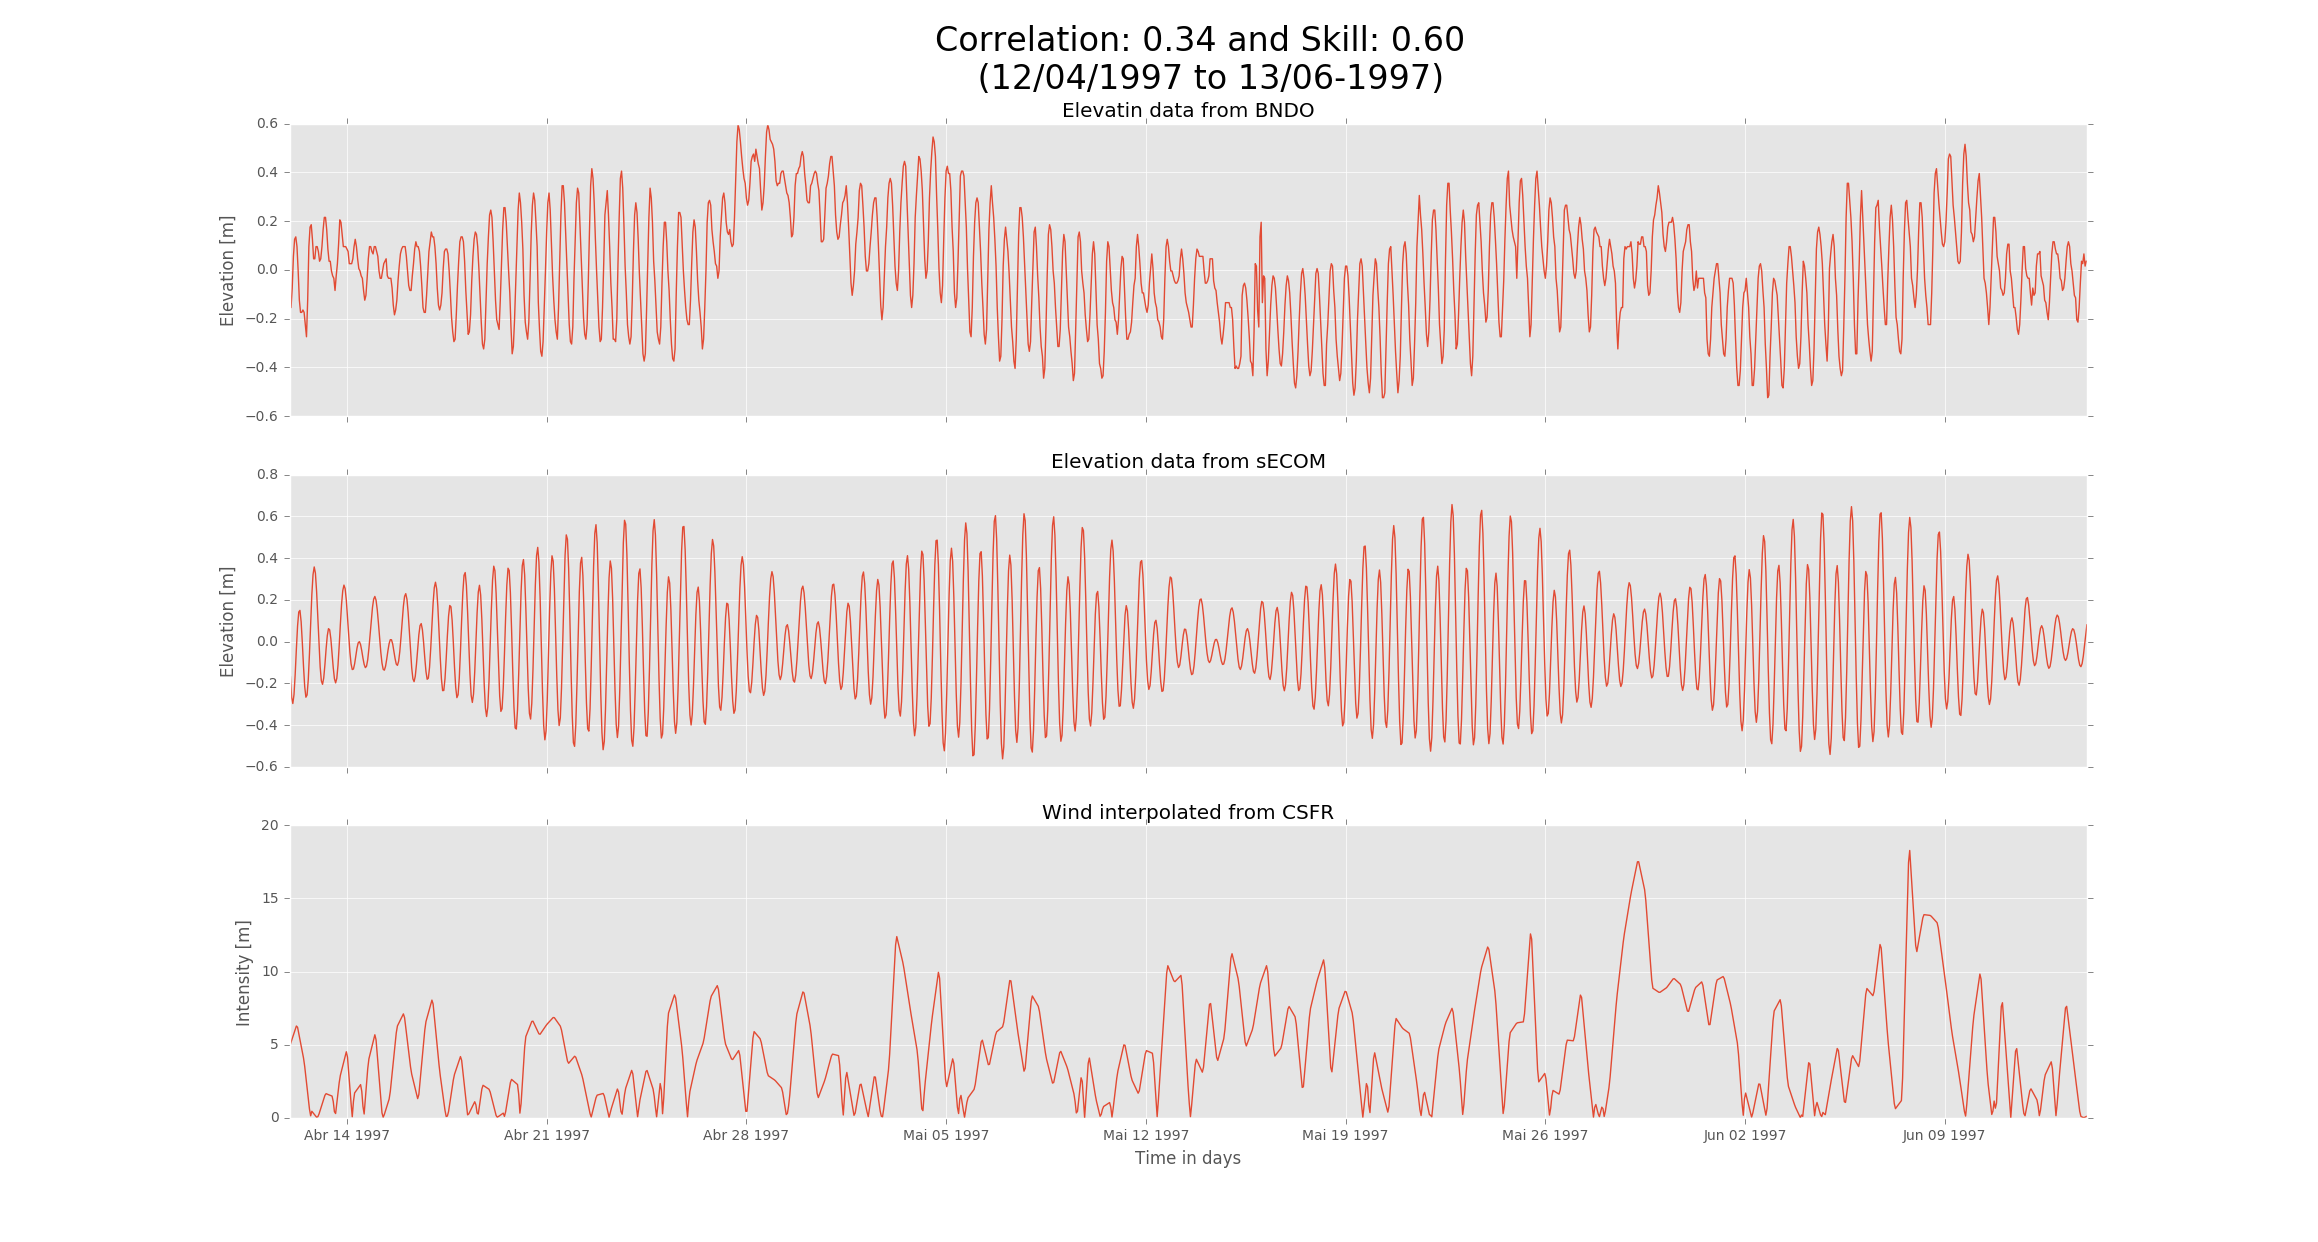 Correlation: 0.34 and Skill: 0.60
(12/04/1997 to 13/06-1997)
Elevatin data from BNDO
0.6
0.4
0.2
0.0
−0.2
−0.4
−0.6
Elevation [m]
Elevation data from sECOM
0.8
0.6
0.4
0.2
0.0
−0.2
−0.4
−0.6
Elevation [m]
Wind interpolated from CSFR
20
15
10
5
0
Intensity [m]
Abr 14 1997
Abr 21 1997
Abr 28 1997
Mai 05 1997
Mai 12 1997
Mai 19 1997
Mai 26 1997
Jun 02 1997
Jun 09 1997
Time in days